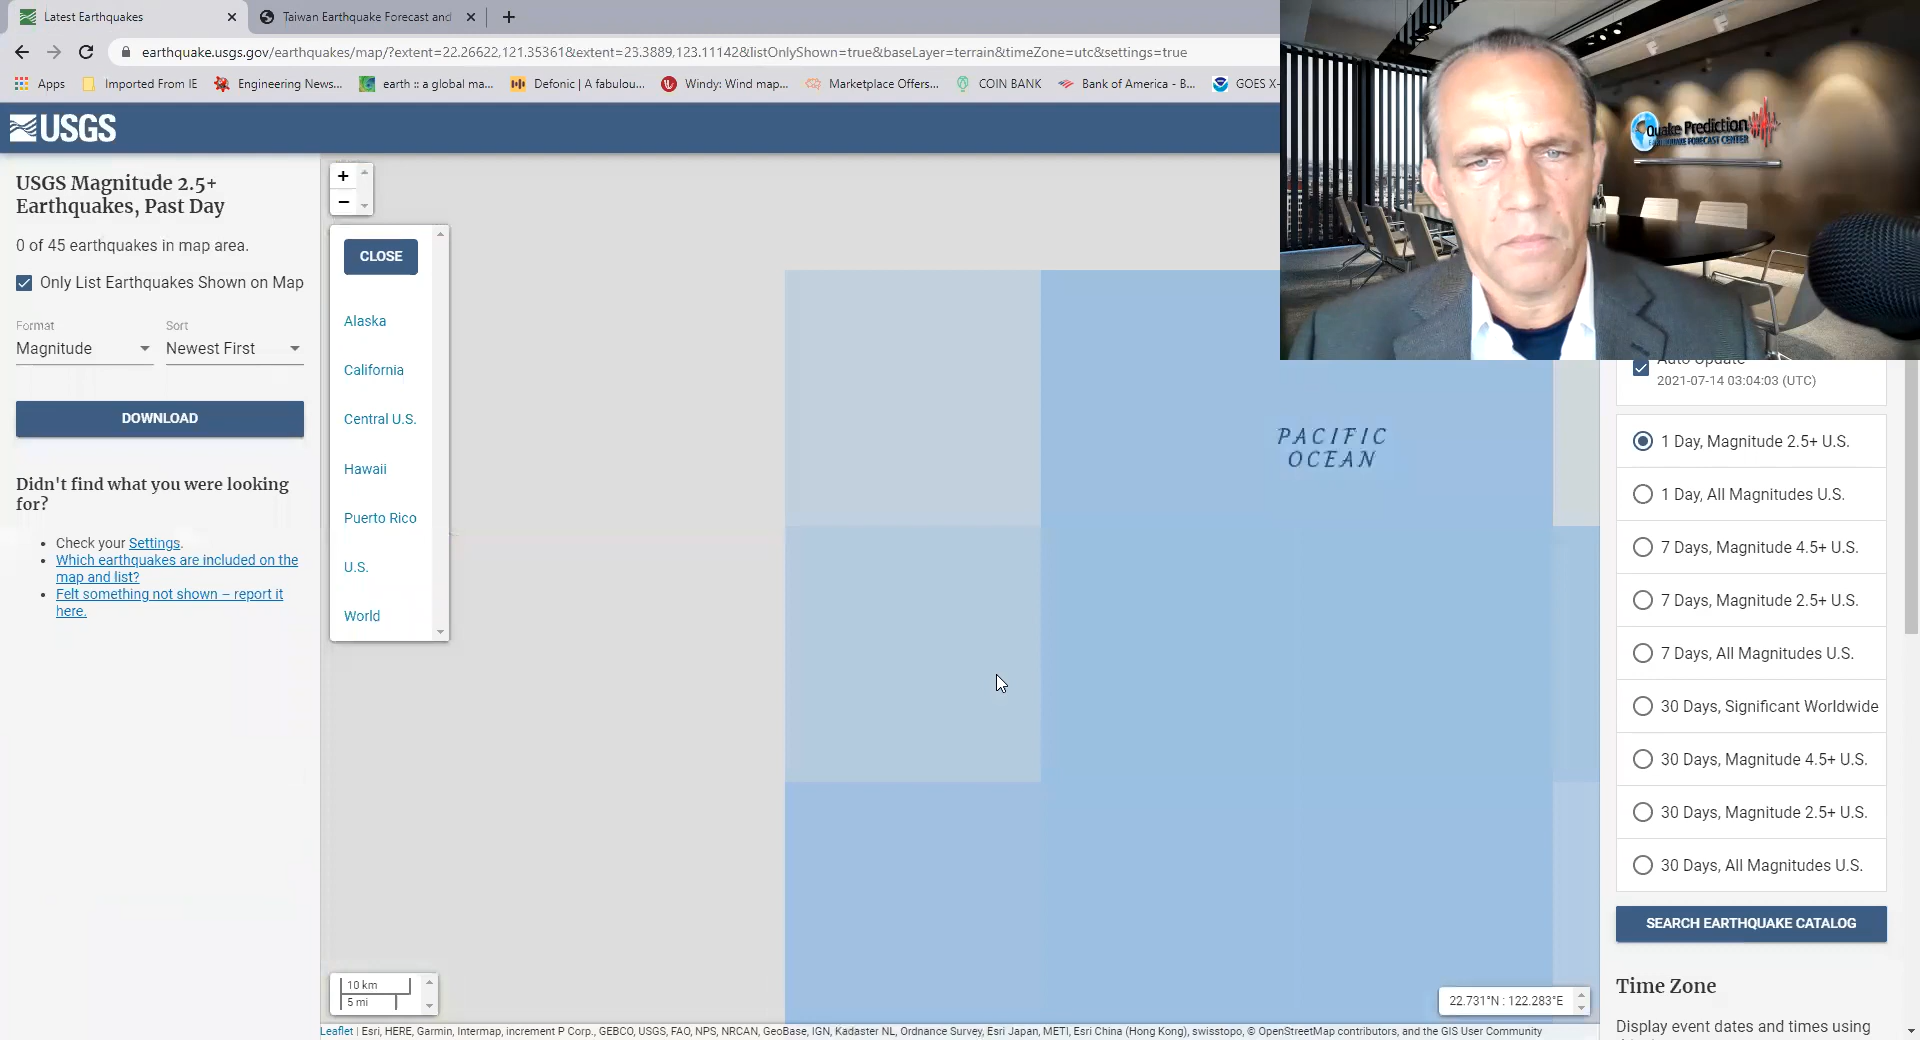 Latest Earthquakes
Taiwan Earthquake Forecast and
earthquake.usgs.gov/earthquakes/map/?extent=22.26622,121.35361&extent=23.3889,123.11142&listOnlyShown=true&baseLayer=terrain&timeZone=utc&settings=true
Apps
Imported From IE
Engineering News...
earth :: a global ma...
Defonic | A fabulou...
Windy: Wind map...
Marketplace Offers...
COIN BANK
Bank of America - B...
GOES X-
USGS
Quake Prediction
EARTHQUAKE FORECAST CENTER
USGS Magnitude 2.5+
Earthquakes, Past Day
0 of 45 earthquakes in map area.
Only List Earthquakes Shown on Map
Format
Magnitude
Sort
Newest First
DOWNLOAD
Didn't find what you were looking
for?
Check your Settings.
Which earthquakes are included on the
map and list?
Felt something not shown – report it
here.
+
−
CLOSE
Alaska
California
Central U.S.
Hawaii
Puerto Rico
U.S.
World
PACIFIC
OCEAN
10 km
5 mi
22.731°N : 122.283°E
Leaflet | Esri, HERE, Garmin, Intermap, increment P Corp., GEBCO, USGS, FAO, NPS, NRCAN, GeoBase, IGN, Kadaster NL, Ordnance Survey, Esri Japan, METI, Esri China (Hong Kong), swisstopo, © OpenStreetMap contributors, and the GIS User Community
Auto Update
2021-07-14 03:04:03 (UTC)
1 Day, Magnitude 2.5+ U.S.
1 Day, All Magnitudes U.S.
7 Days, Magnitude 4.5+ U.S.
7 Days, Magnitude 2.5+ U.S.
7 Days, All Magnitudes U.S.
30 Days, Significant Worldwide
30 Days, Magnitude 4.5+ U.S.
30 Days, Magnitude 2.5+ U.S.
30 Days, All Magnitudes U.S.
SEARCH EARTHQUAKE CATALOG
Time Zone
Display event dates and times using